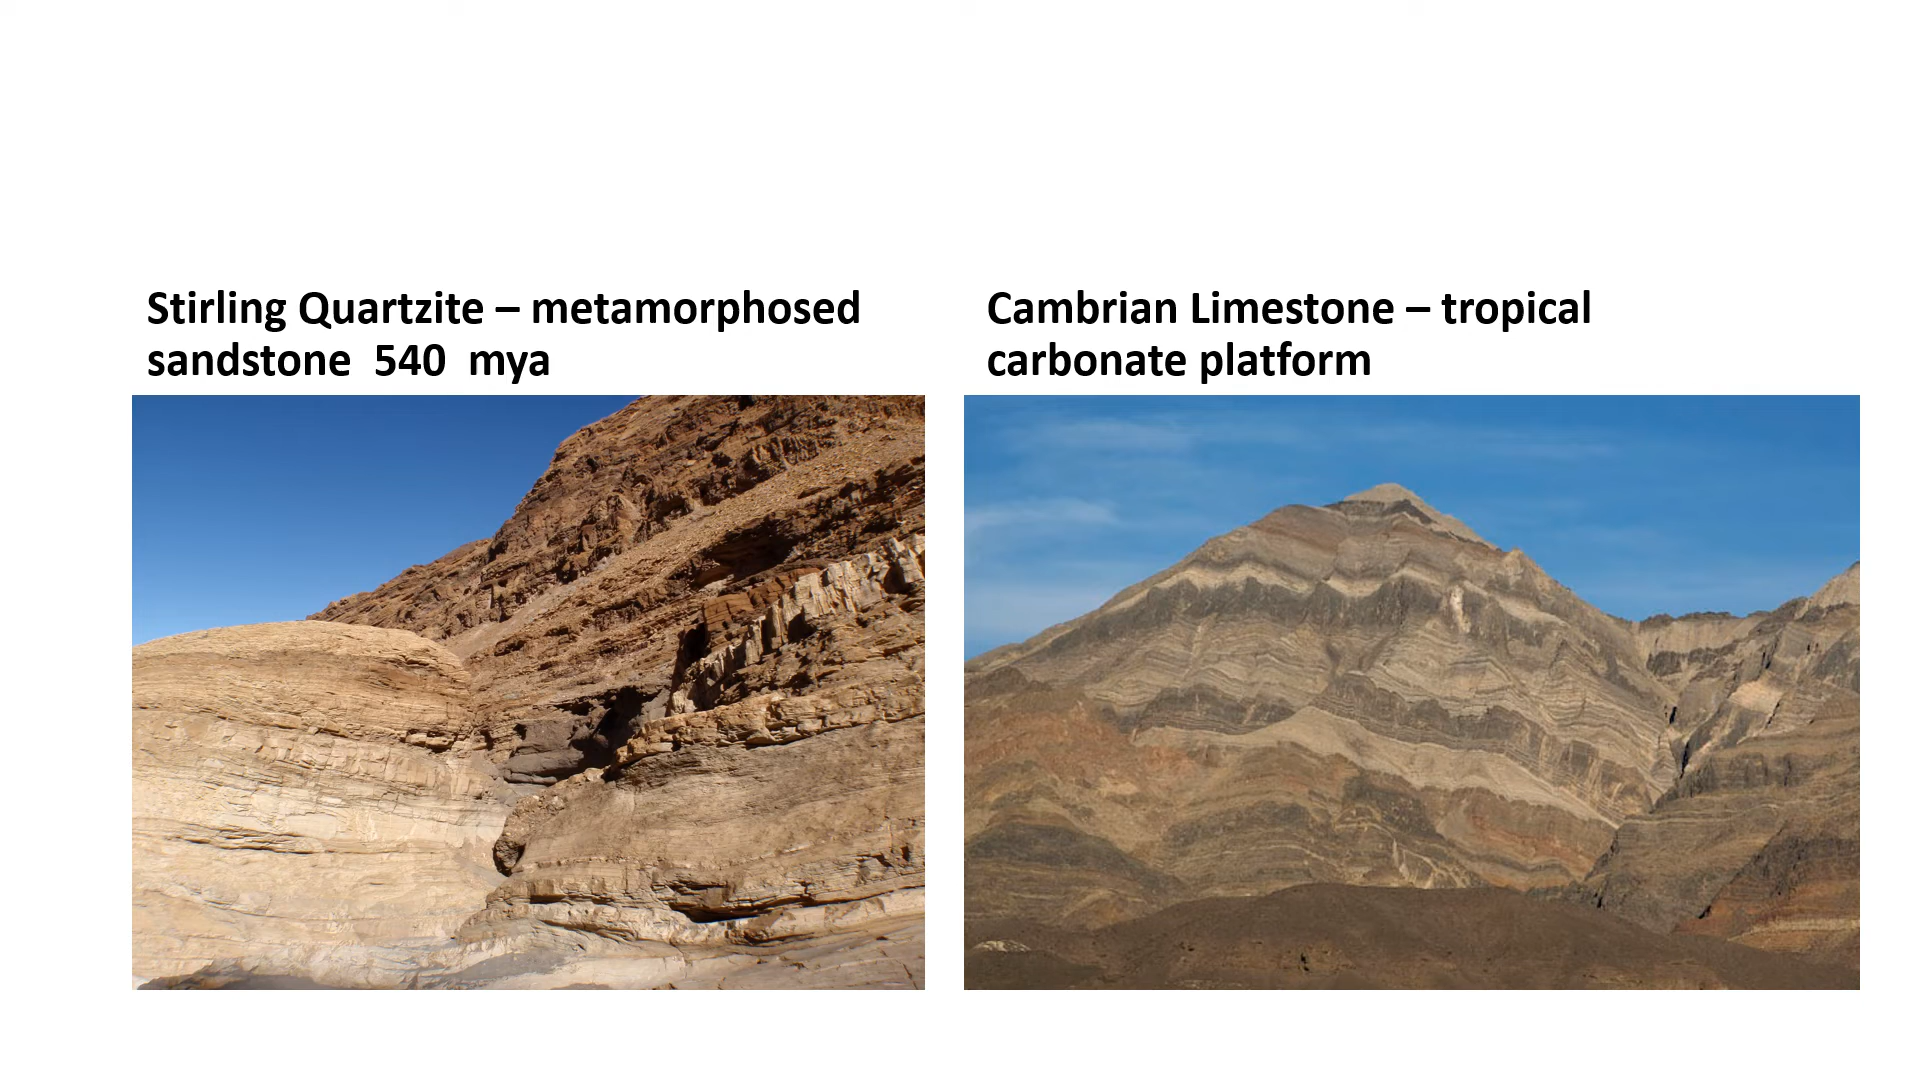 Stirling Quartzite – metamorphosed
sandstone  540  mya
Cambrian Limestone – tropical
carbonate platform